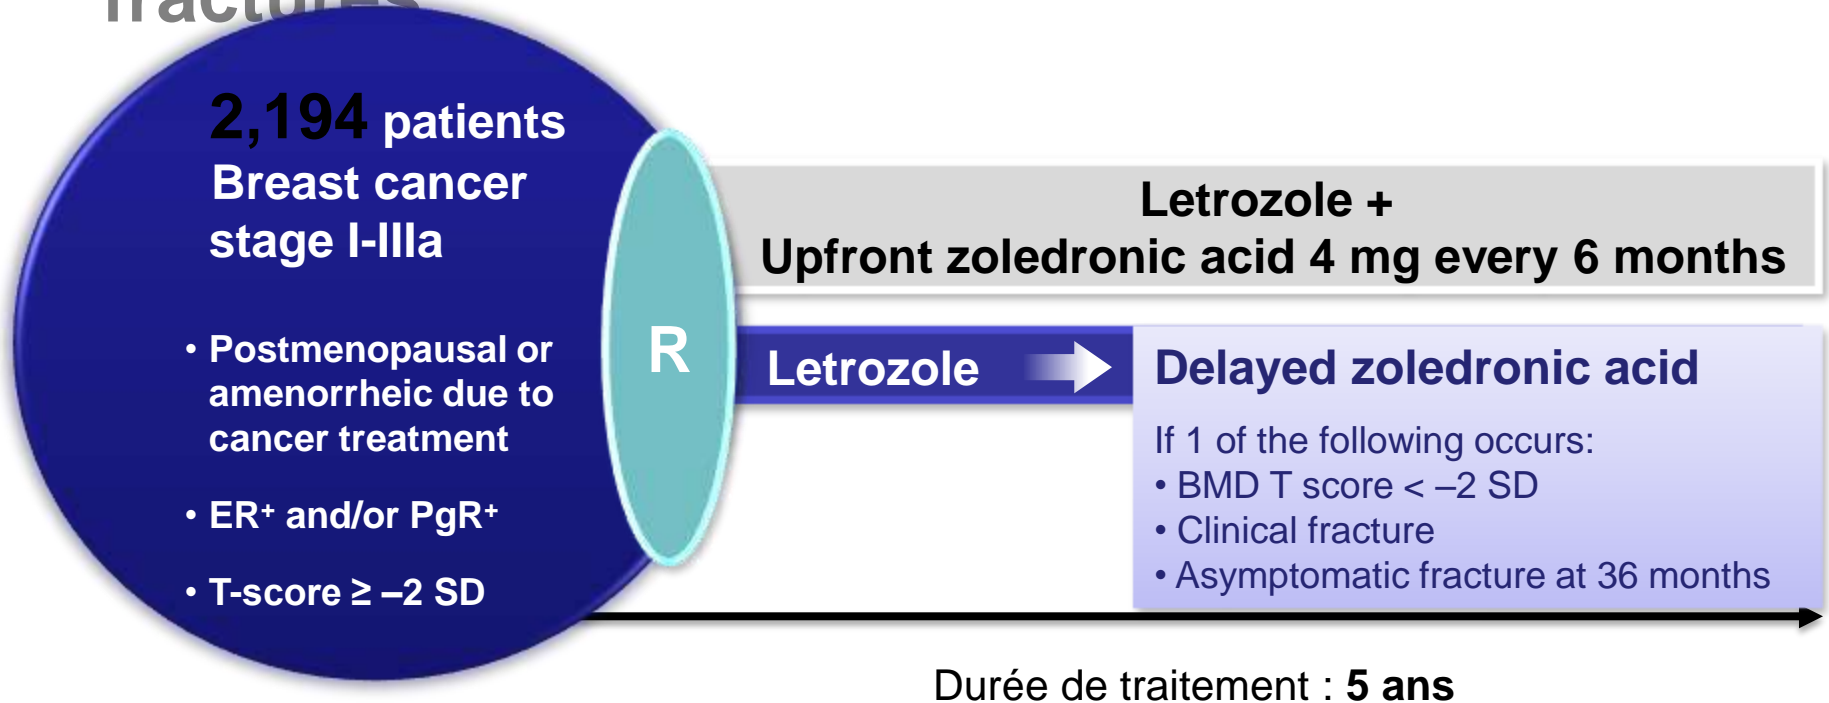 fractures
2,194 patients
Breast cancer
stage I-IIIa
• Postmenopausal or
amenorrheic due to
cancer treatment
• ER⁺ and/or PgR⁺
• T-score ≥ –2 SD
R
Letrozole +
Upfront zoledronic acid 4 mg every 6 months
Letrozole
Delayed zoledronic acid
If 1 of the following occurs:
• BMD T score < –2 SD
• Clinical fracture
• Asymptomatic fracture at 36 months
Durée de traitement : 5 ans